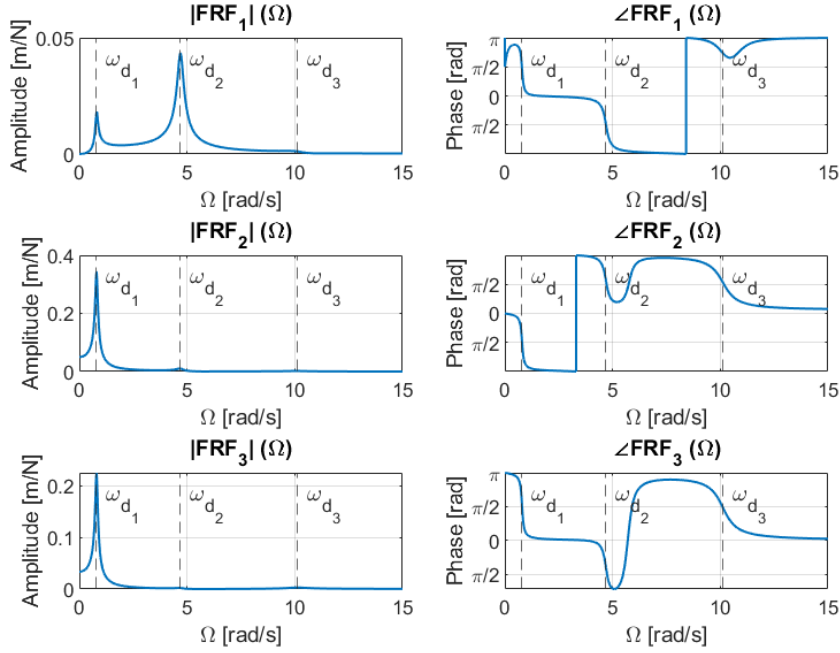 |FRF1| (Ω)
Amplitude [m/N]
0.05
0
ωd1
ωd2
ωd3
0 5 10 15
Ω [rad/s]
∠FRF1 (Ω)
Phase [rad]
π
π/2
0
π/2
ωd1
ωd2
ωd3
0 5 10 15
Ω [rad/s]
|FRF2| (Ω)
Amplitude [m/N]
0.4
0.2
0
ωd1
ωd2
ωd3
0 5 10 15
Ω [rad/s]
∠FRF2 (Ω)
Phase [rad]
π/2
0
π/2
ωd1
ωd2
ωd3
0 5 10 15
Ω [rad/s]
|FRF3| (Ω)
Amplitude [m/N]
0.2
0.1
0
ωd1
ωd2
ωd3
0 5 10 15
Ω [rad/s]
∠FRF3 (Ω)
Phase [rad]
π
π/2
0
π/2
ωd1
ωd2
ωd3
0 5 10 15
Ω [rad/s]